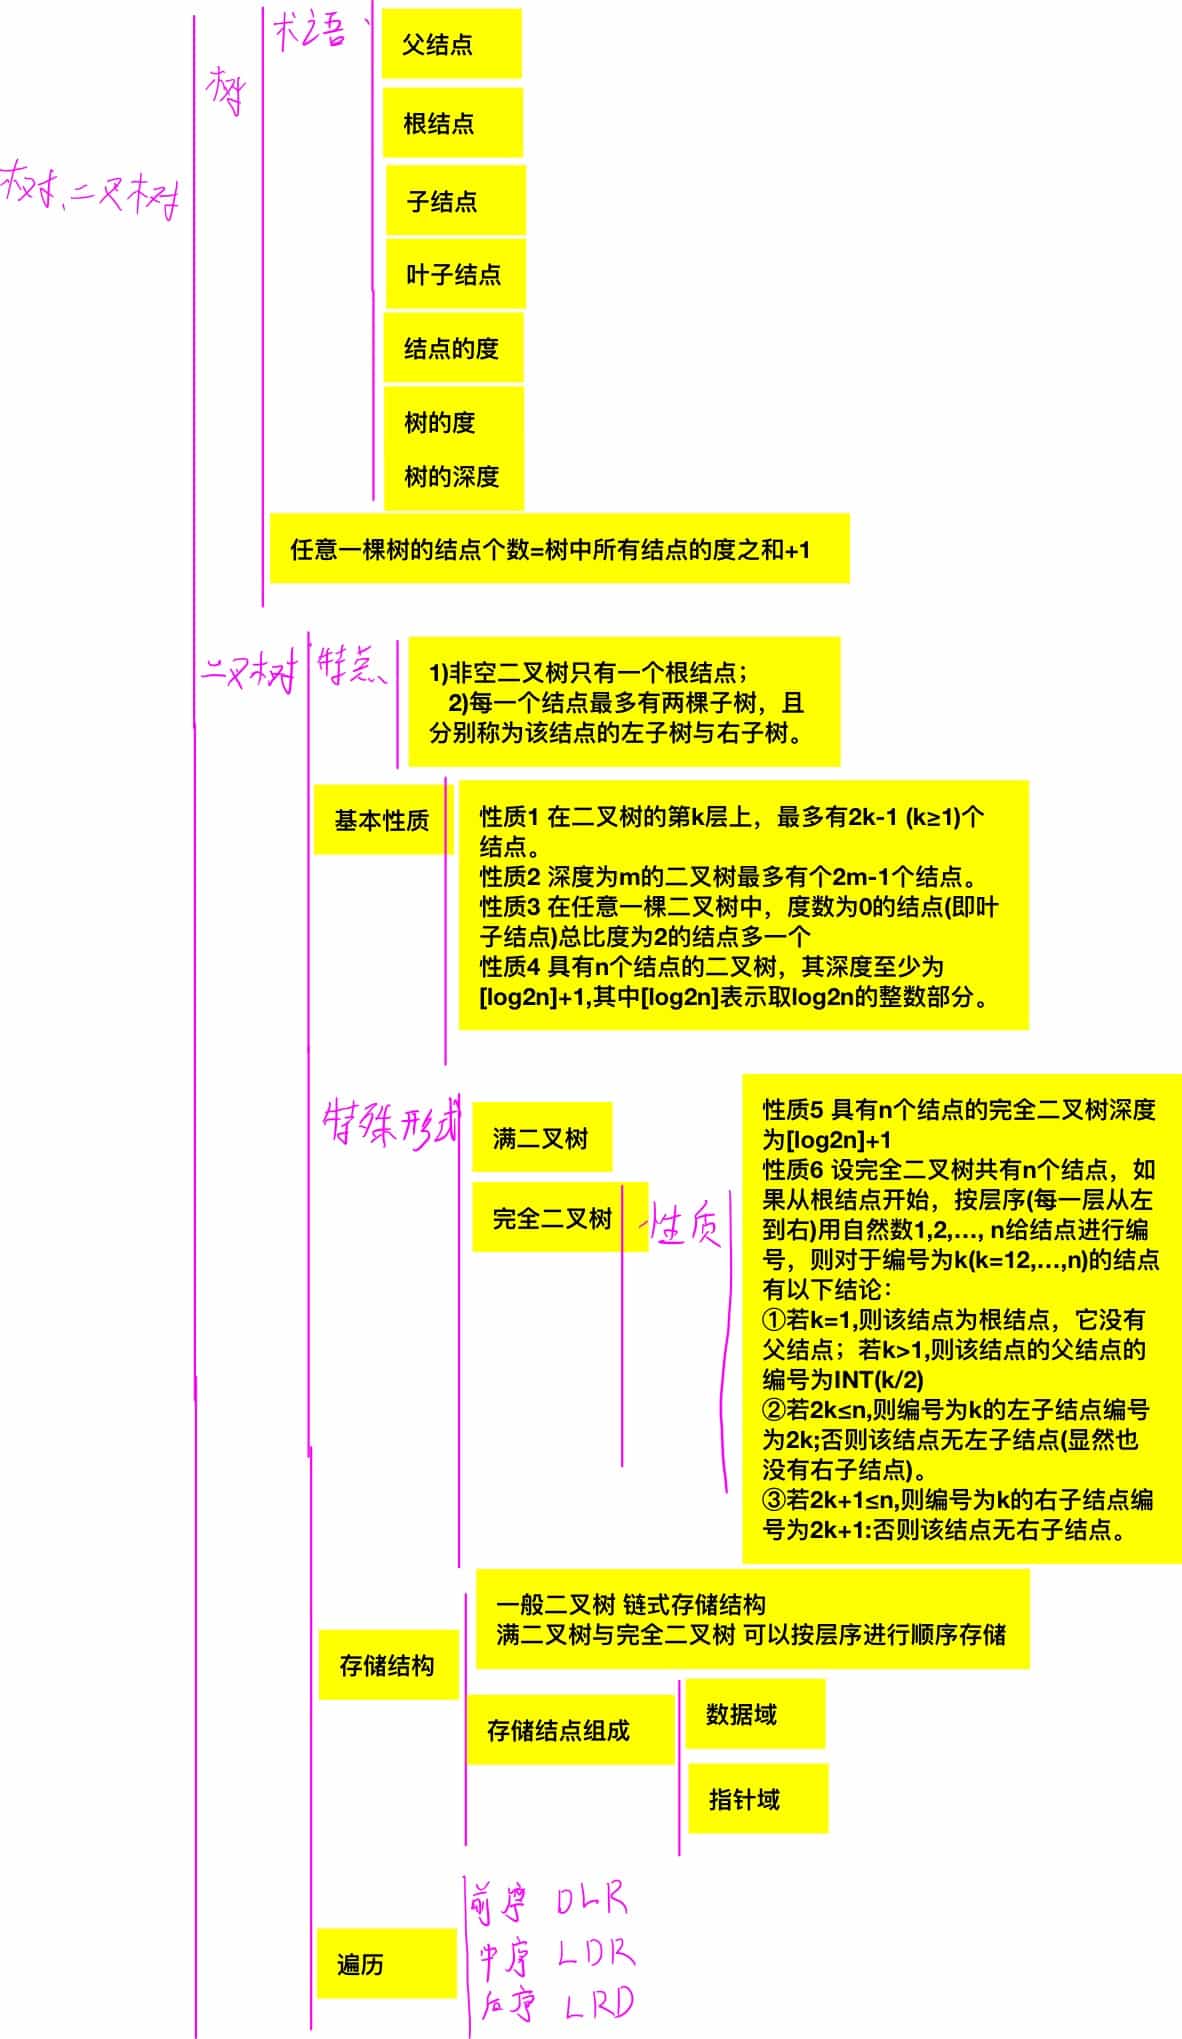 树、二叉树
树
术语、
父结点
根结点
子结点
叶子结点
结点的度
树的度
树的深度
任意一棵树的结点个数=树中所有结点的度之和+1
二叉树
特点、
1)非空二叉树只有一个根结点；
2)每一个结点最多有两棵子树，且
分别称为该结点的左子树与右子树。
基本性质
性质1 在二叉树的第k层上，最多有2k-1 (k≥1)个
结点。
性质2 深度为m的二叉树最多有个2m-1个结点。
性质3 在任意一棵二叉树中，度数为0的结点(即叶
子结点)总比度为2的结点多一个
性质4 具有n个结点的二叉树，其深度至少为
[log2n]+1,其中[log2n]表示取log2n的整数部分。
特殊形式
满二叉树
完全二叉树
性质
性质5 具有n个结点的完全二叉树深度
为[log2n]+1
性质6 设完全二叉树共有n个结点，如
果从根结点开始，按层序(每一层从左
到右)用自然数1,2,…, n给结点进行编
号，则对于编号为k(k=12,…,n)的结点
有以下结论：
①若k=1,则该结点为根结点，它没有
父结点；若k>1,则该结点的父结点的
编号为INT(k/2)
②若2k≤n,则编号为k的左子结点编号
为2k;否则该结点无左子结点(显然也
没有右子结点)。
③若2k+1≤n,则编号为k的右子结点编
号为2k+1:否则该结点无右子结点。
存储结构
一般二叉树 链式存储结构
满二叉树与完全二叉树 可以按层序进行顺序存储
存储结点组成
数据域
指针域
遍历
前序 DLR
中序 LDR
后序 LRD